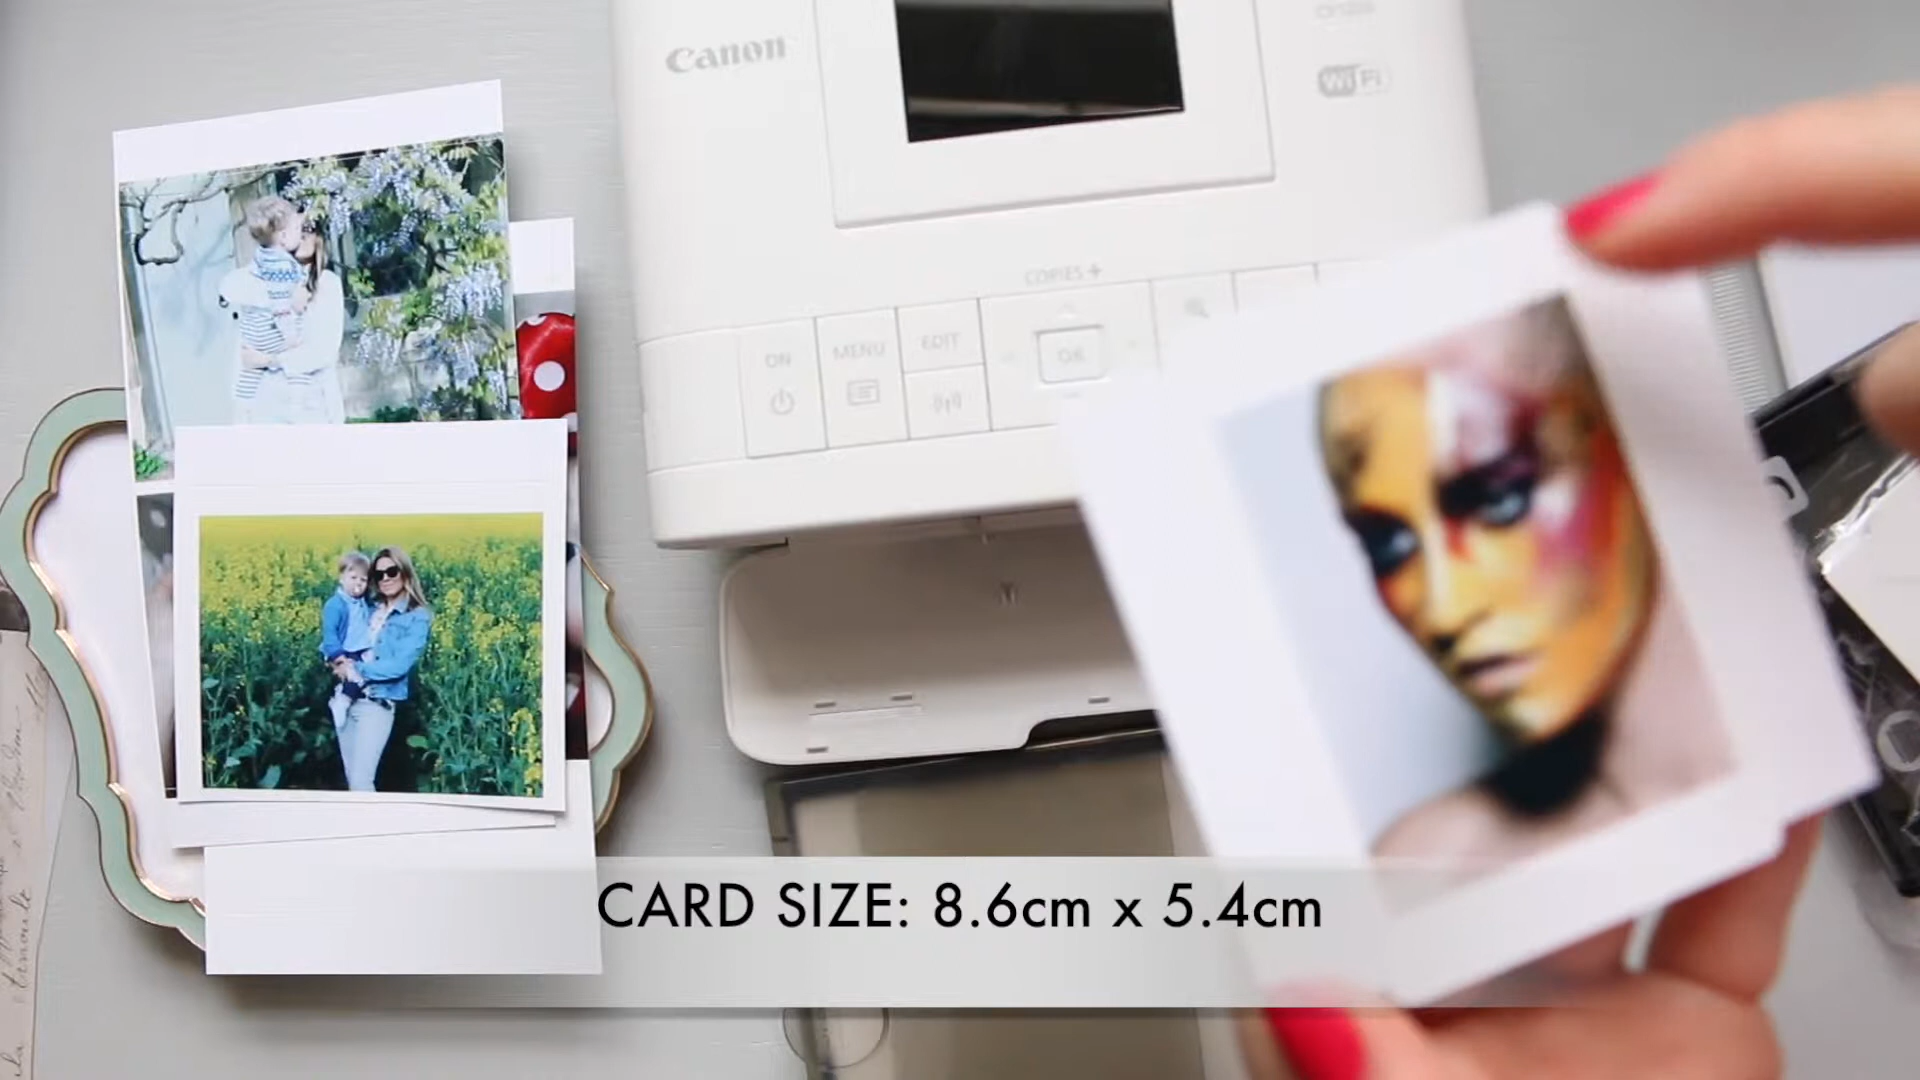 Canon
WiFi
COPIES +
ON
MENU
EDIT
OK
CARD SIZE: 8.6cm x 5.4cm